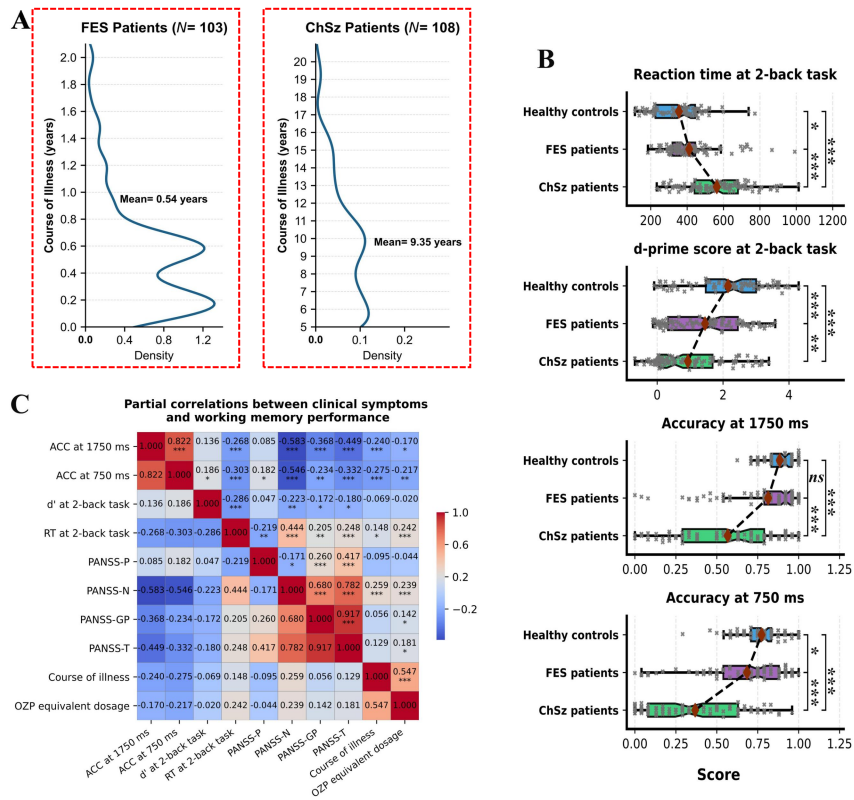 A
FES Patients (N= 103)
Course of Illness (years)
2.0
1.8
1.6
1.4
1.2
1.0
0.8
0.6
0.4
0.2
0.0
Mean= 0.54 years
0.0 0.4 0.8 1.2
Density
ChSz Patients (N= 108)
Course of Illness (years)
20
19
18
17
16
15
14
13
12
11
10
9
8
7
6
5
Mean= 9.35 years
0.0 0.1 0.2
Density
B
Reaction time at 2-back task
Healthy controls
FES patients
ChSz patients
* *** ***
200 400 600 800 1000 1200
d-prime score at 2-back task
Healthy controls
FES patients
ChSz patients
*** ** ***
0 2 4
Accuracy at 1750 ms
Healthy controls
FES patients
ChSz patients
ns *** ***
0.00 0.25 0.50 0.75 1.00 1.25
Accuracy at 750 ms
Healthy controls
FES patients
ChSz patients
* *** ***
0.00 0.25 0.50 0.75 1.00 1.25
Score
C
Partial correlations between clinical symptoms
and working memory performance
ACC at 1750 ms 1.000 0.822 0.136 -0.268 0.085 -0.583 -0.368 -0.449 -0.240 -0.170
*** *** *** *** *** *** *
ACC at 750 ms 0.822 1.000 0.186 -0.303 0.182 -0.546 -0.234 -0.332 -0.275 -0.217
* *** * *** ** *** *** **
d' at 2-back task 0.136 0.186 1.000 -0.286 0.047 -0.223 -0.172 -0.180 -0.069 -0.020
*** ** * *
RT at 2-back task -0.268 -0.303 -0.286 1.000 -0.219 0.444 0.205 0.248 0.148 0.242
** *** ** *** * ***
PANSS-P 0.085 0.182 0.047 -0.219 1.000 -0.171 0.260 0.417 -0.095 -0.044
* *** ***
PANSS-N -0.583 -0.546 -0.223 0.444 -0.171 1.000 0.680 0.782 0.259 0.239
*** *** *** ***
PANSS-GP -0.368 -0.234 -0.172 0.205 0.260 0.680 1.000 0.917 0.056 0.142
*** *
PANSS-T -0.449 -0.332 -0.180 0.248 0.417 0.782 0.917 1.000 0.129 0.181
*
Course of illness -0.240 -0.275 -0.069 0.148 -0.095 0.259 0.056 0.129 1.000 0.547
***
OZP equivalent dosage -0.170 -0.217 -0.020 0.242 -0.044 0.239 0.142 0.181 0.547 1.000
ACC at 1750 ms
ACC at 750 ms
d' at 2-back task
RT at 2-back task
PANSS-P
PANSS-N
PANSS-GP
PANSS-T
Course of illness
OZP equivalent dosage
1.0
0.8
0.6
0.4
0.2
0.0
−0.2